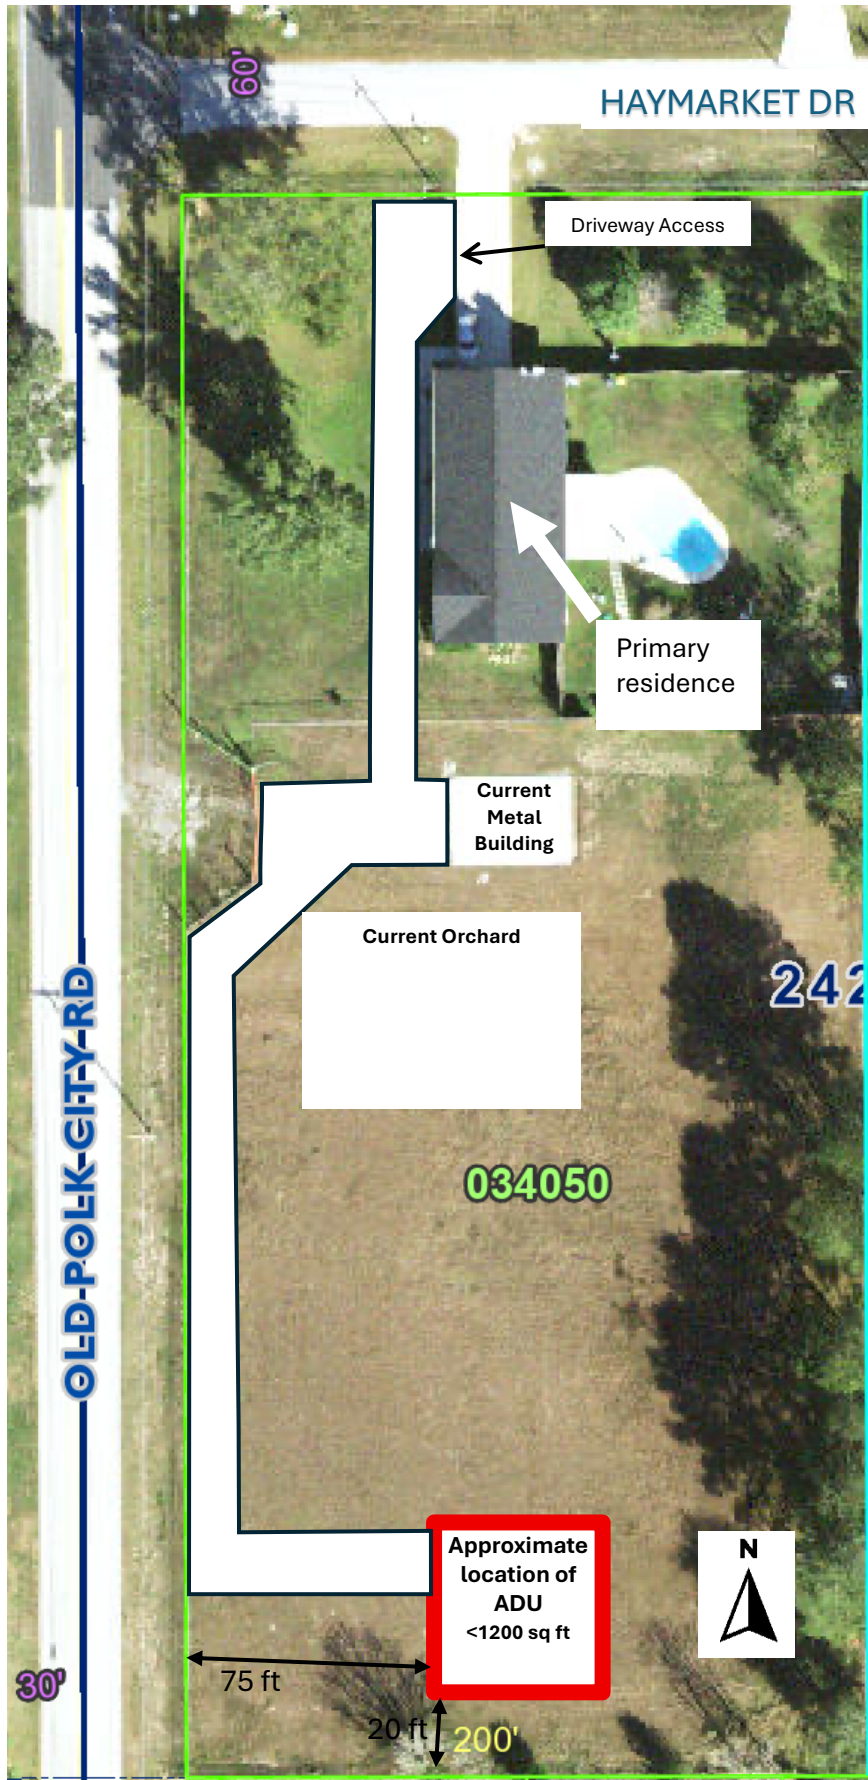 60'
HAYMARKET DR
Driveway Access
Primary
residence
Current
Metal
Building
Current Orchard
242
OLD-POLK-CITY-RD
034050
Approximate
location of
ADU
<1200 sq ft
N
75 ft
30'
20 ft
200'